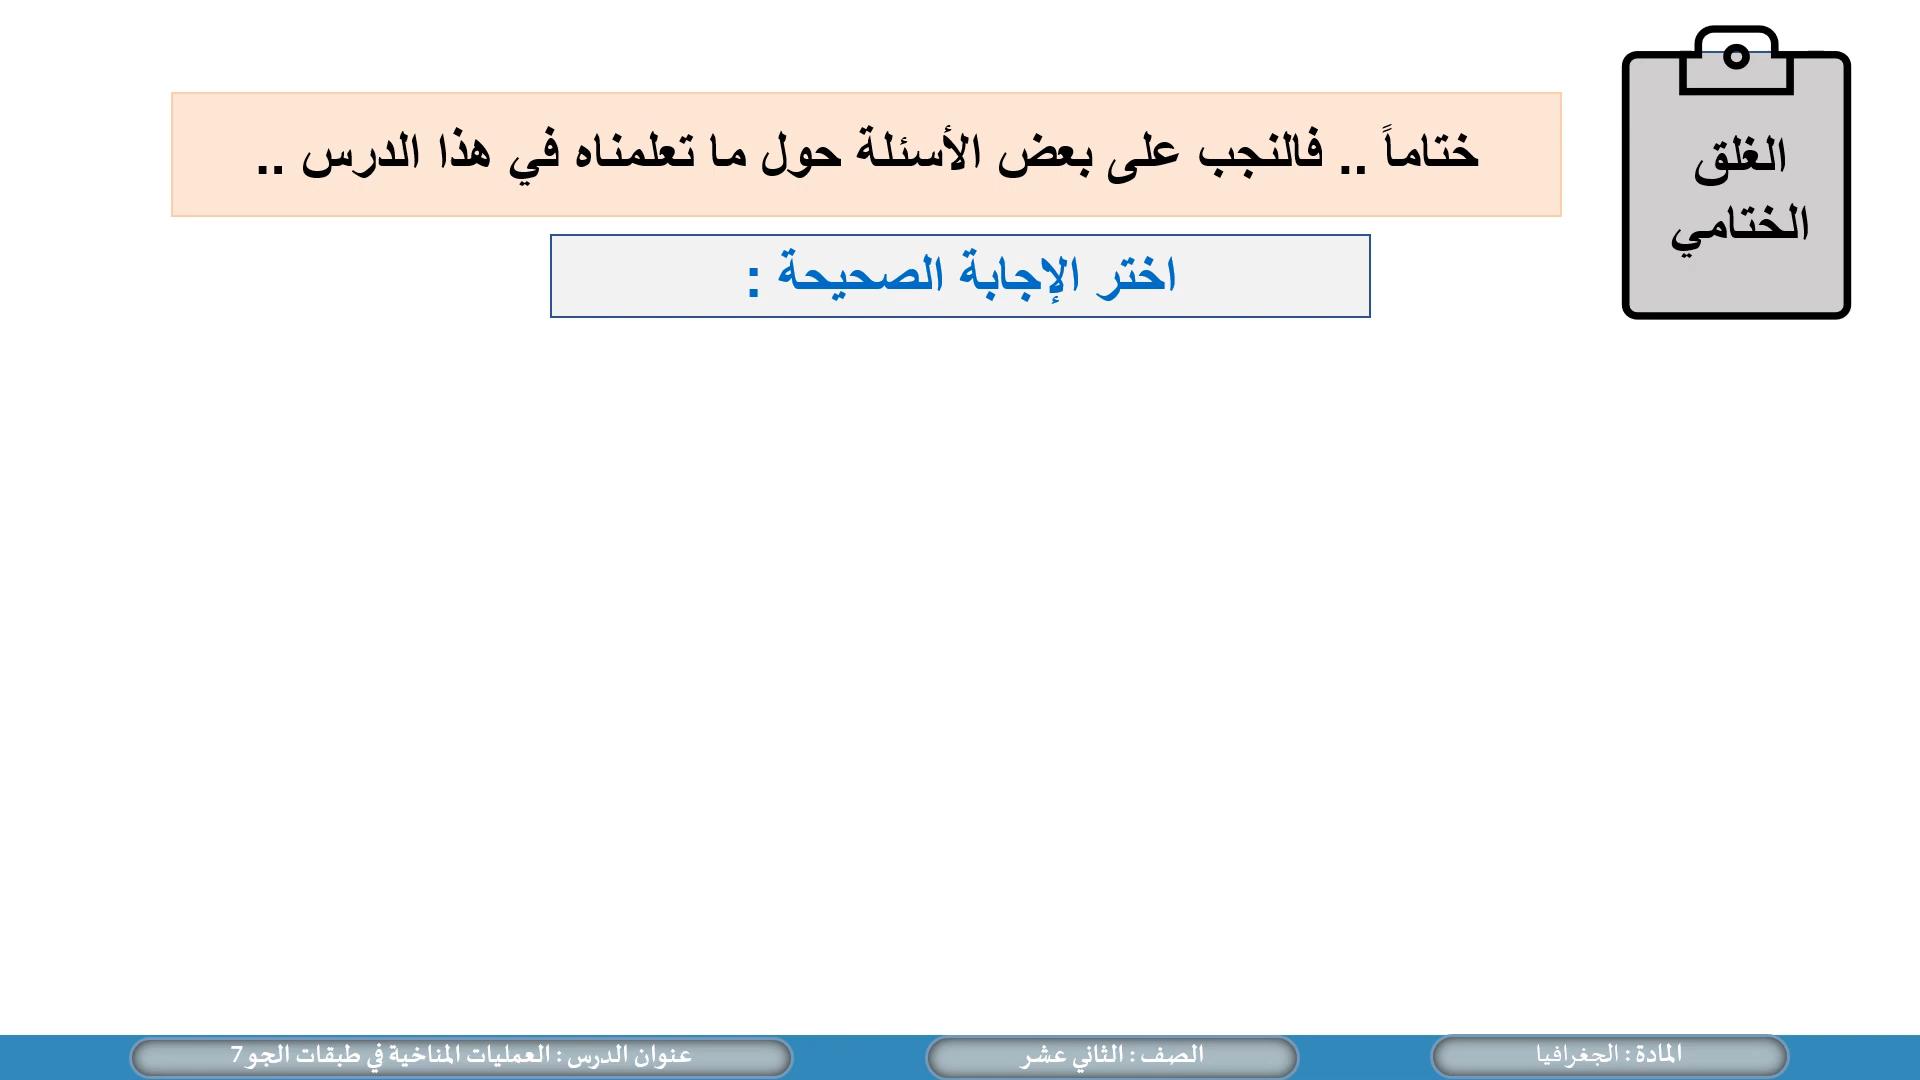 الغلق
الختامي
ختاماً .. فالنجب على بعض الأسئلة حول ما تعلمناه في هذا الدرس ..
اختر الإجابة الصحيحة :
المادة : الجغرافيا
الصف : الثاني عشر
عنوان الدرس : العمليات المناخية في طبقات الجو 7